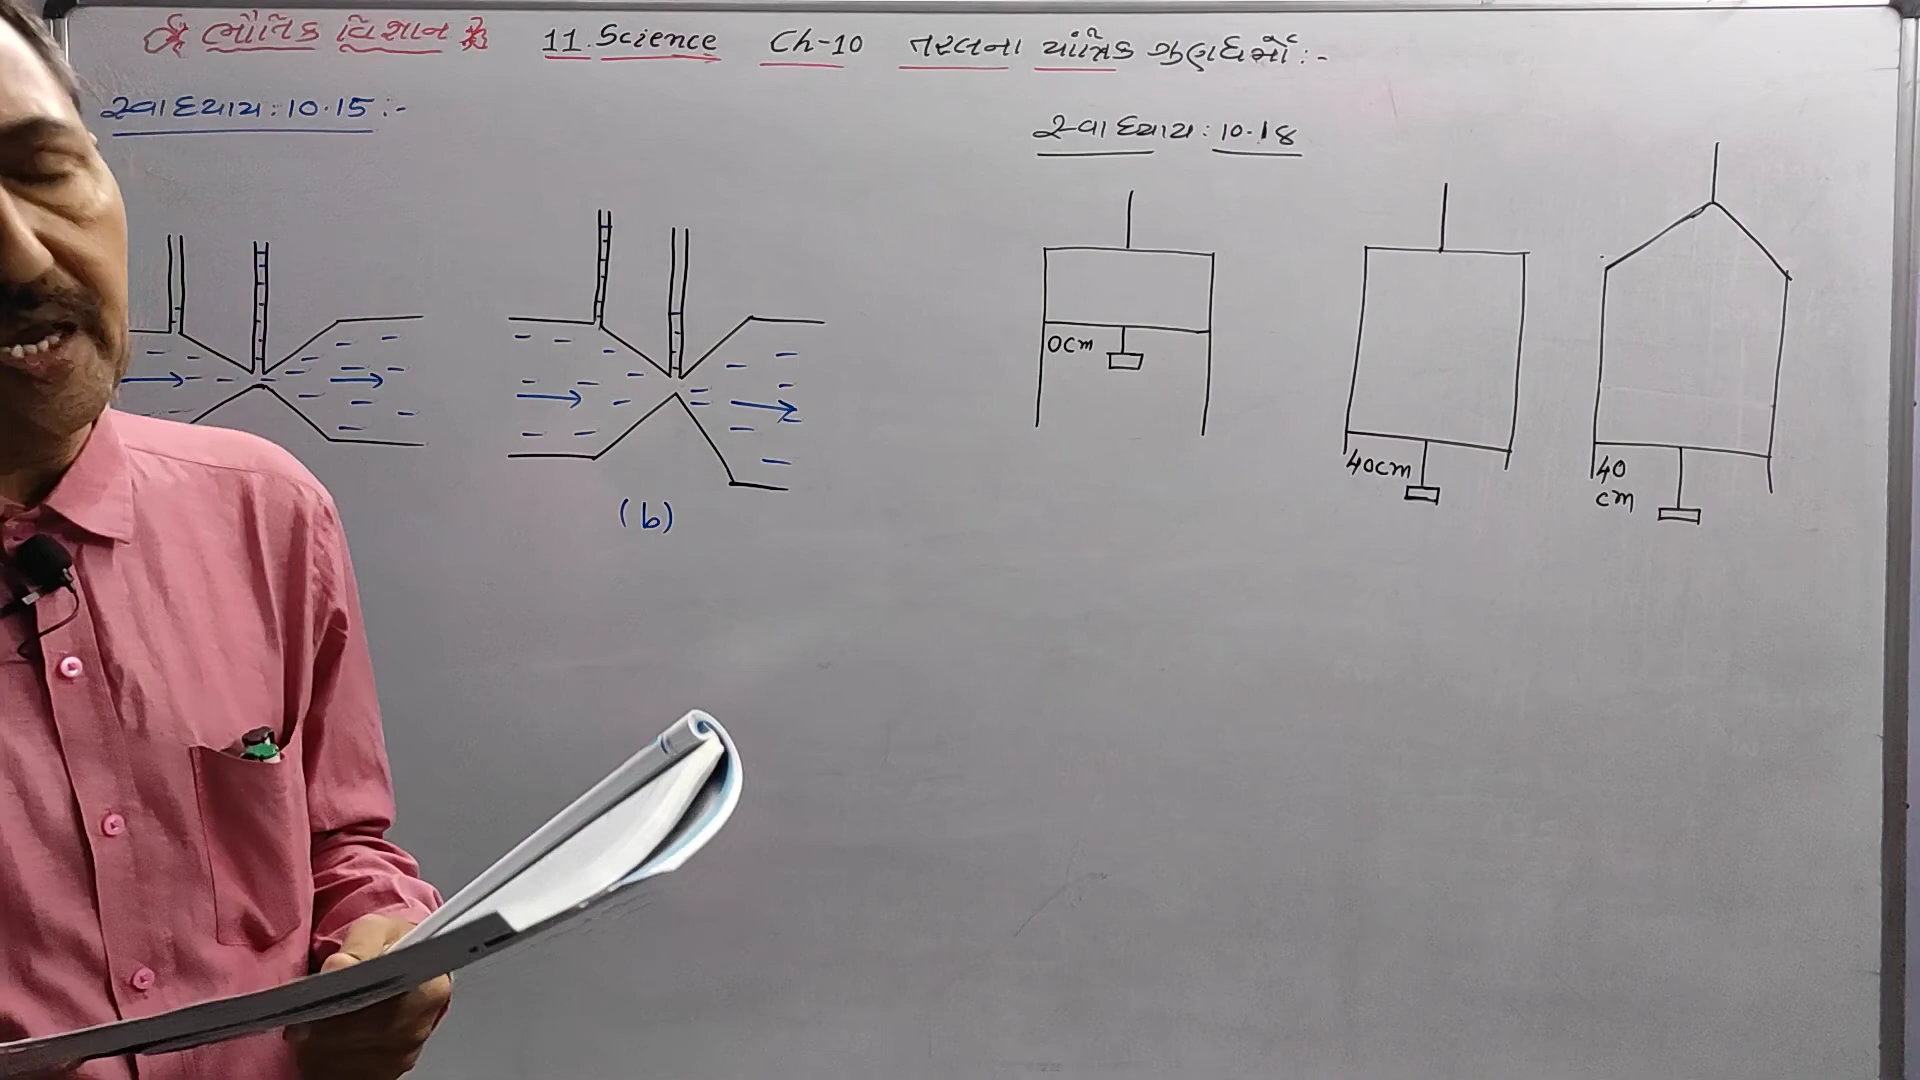 ભૌતિક વિજ્ઞાન 11.Science Ch-10 તરલના યાંત્રિક ગુણધર્મો :-
સ્વાધ્યાય : 10.15 :-
સ્વાધ્યાય : 10.18
0cm
40cm
40
cm
(b)